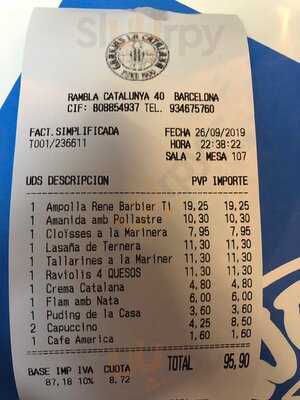 RAMBLA CATALUNYA 40 BARCELONA
CIF: B08854937 TEL. 934675760
FACT.SIMPLIFICADA FECHA 26/09/2019
T001/236611 HORA 22:38:22
SALA 2 MESA 107
UDS DESCRIPCION PVP IMPORTE
1 Ampolla Rene Barbier Ti 19,25 19,25
1 Amanida amb Pollastre 10,30 10,30
1 Cloïsses a la Marinera 7,95 7,95
1 Lasaña de Ternera 11,30 11,30
1 Tallarines a la Mariner 11,30 11,30
1 Raviolis 4 QUESOS 11,30 11,30
1 Crema Catalana 4,80 4,80
1 Flam amb Nata 6,00 6,00
1 Puding de la Casa 3,60 3,60
2 Capuccino 4,25 8,50
1 Cafe America 1,60 1,60
BASE IMP IVA CUOTA TOTAL 95,90
87,18 10% 8,72